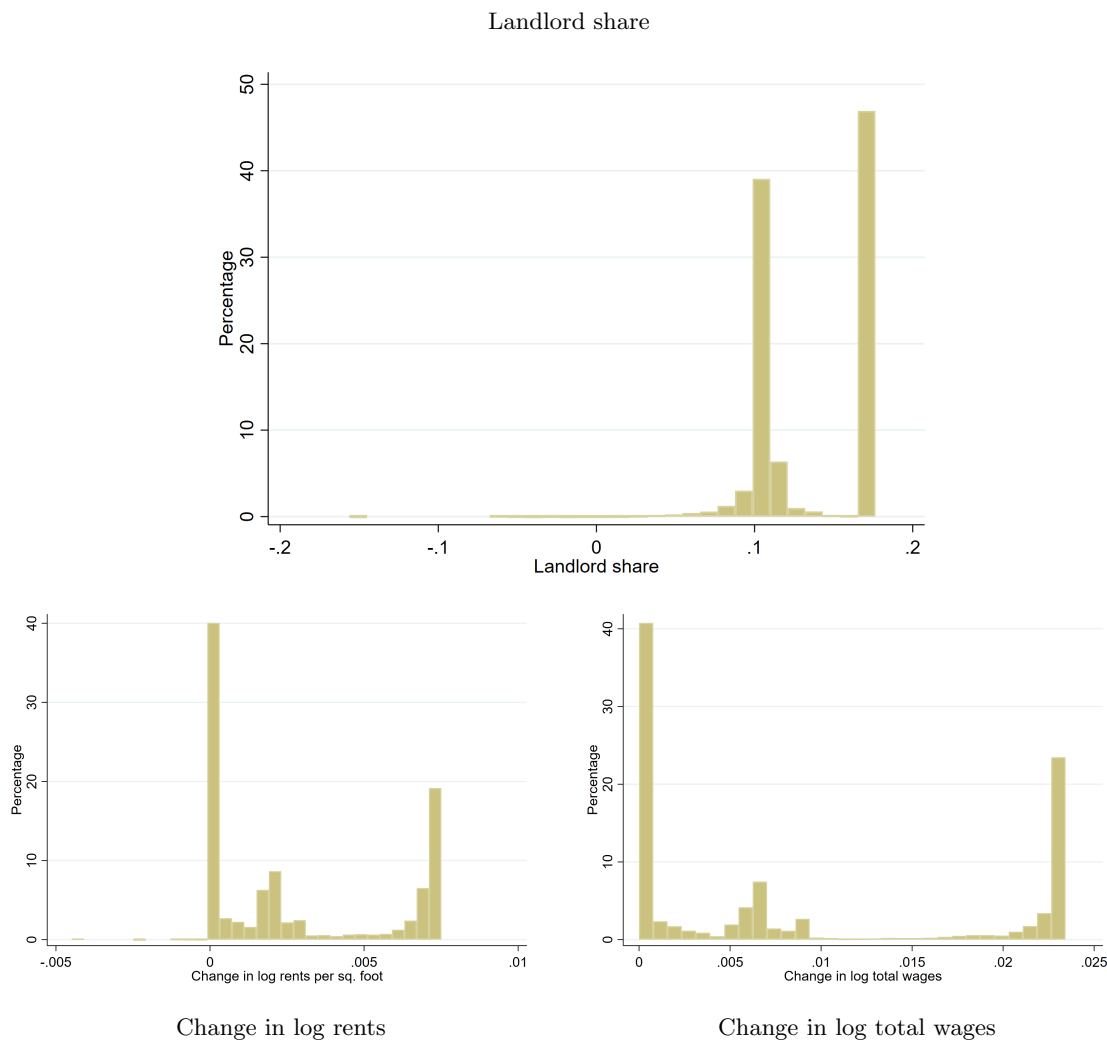 Landlord share
50
40
30
20
10
0
Percentage
-.2 -.1 0 .1 .2
Landlord share
40
30
20
10
0
Percentage
-.005 0 .005 .01
Change in log rents per sq. foot
40
30
20
10
0
Percentage
0 .005 .01 .015 .02 .025
Change in log total wages
Change in log rents
Change in log total wages